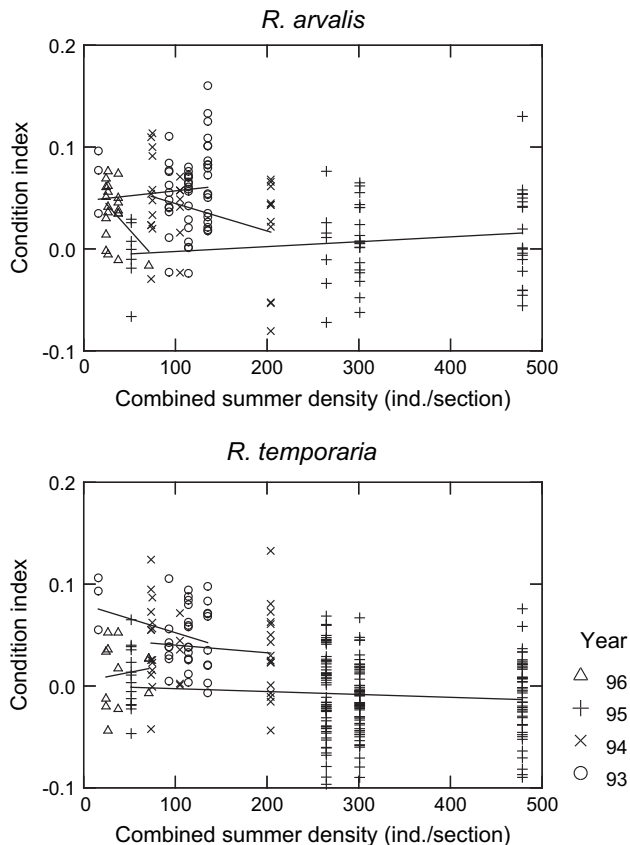 R. arvalis
0.2
0.1
0.0
-0.1
Condition index
0 100 200 300 400 500
Combined summer density (ind./section)
R. temporaria
0.2
0.1
0.0
-0.1
Condition index
0 100 200 300 400 500
Combined summer density (ind./section)
Year
96
95
94
93